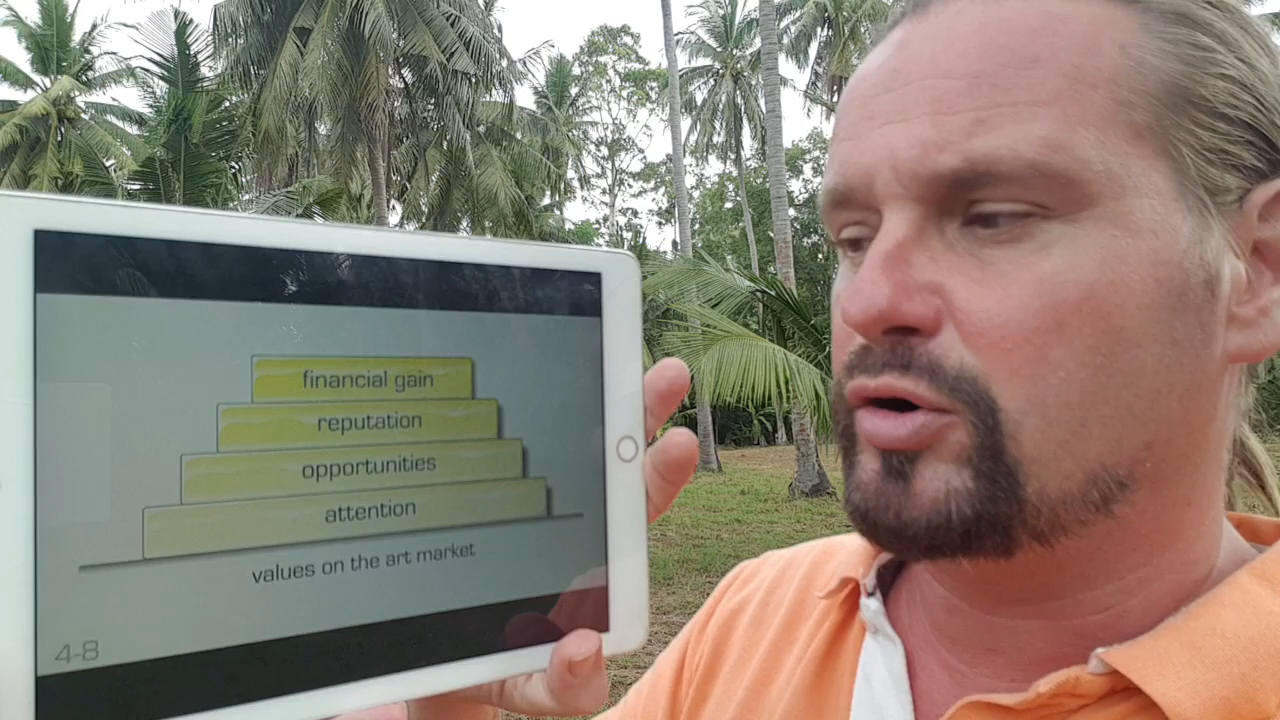 financial gain
reputation
opportunities
attention
values on the art market
4-8